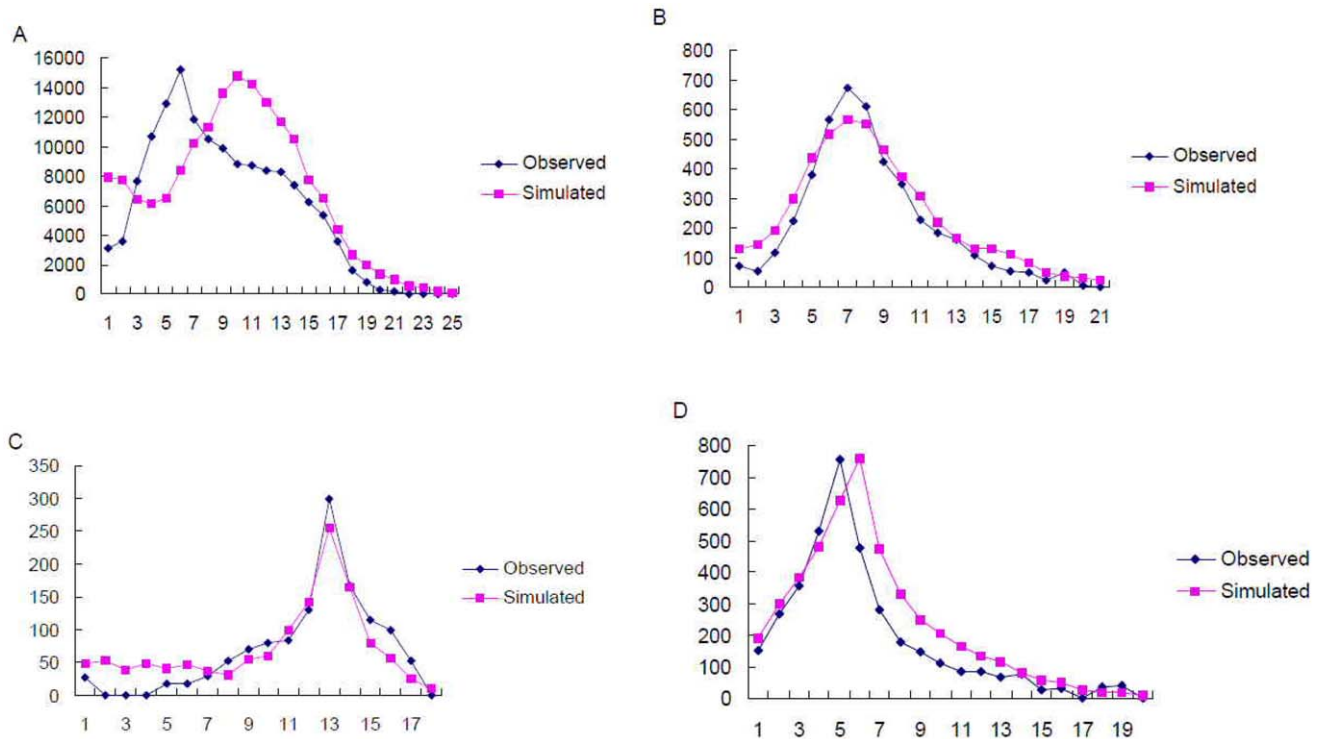 A
16000
14000
12000
10000
8000
6000
4000
2000
0
1 3 5 7 9 11 13 15 17 19 21 23 25
Observed
Simulated
B
800
700
600
500
400
300
200
100
0
1 3 5 7 9 11 13 15 17 19 21
Observed
Simulated
C
350
300
250
200
150
100
50
0
1 3 5 7 9 11 13 15 17
Observed
Simulated
D
800
700
600
500
400
300
200
100
0
1 3 5 7 9 11 13 15 17 19
Observed
Simulated